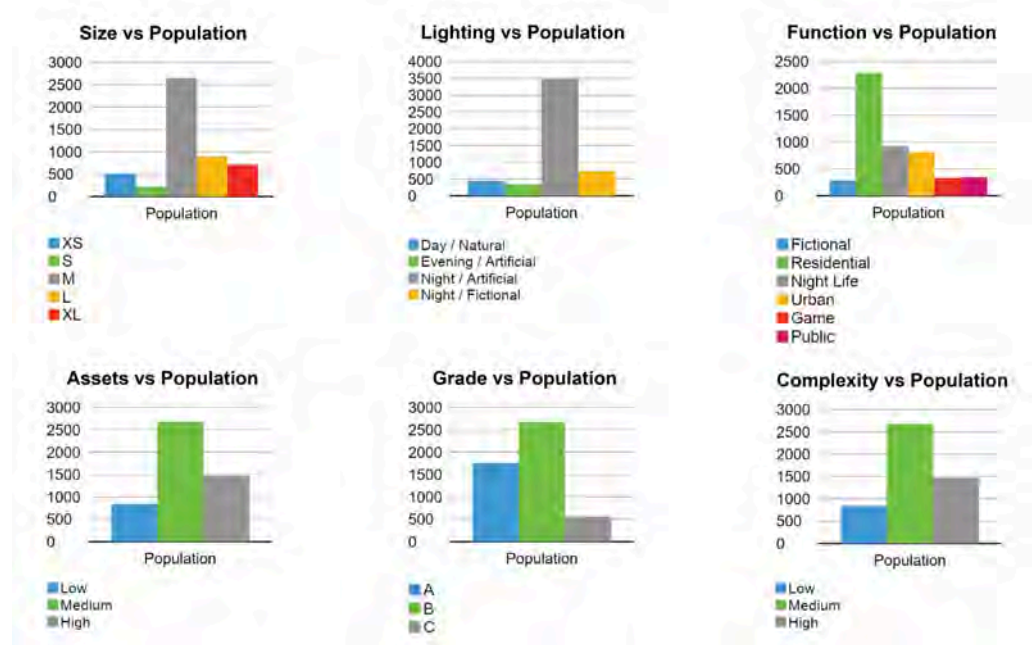 Size vs Population
3000
2500
2000
1500
1000
500
0
Population
XS
S
M
L
XL
Lighting vs Population
4000
3500
3000
2500
2000
1500
1000
500
0
Population
Day / Natural
Evening / Artificial
Night / Artificial
Night / Fictional
Function vs Population
2500
2000
1500
1000
500
0
Population
Fictional
Residential
Night Life
Urban
Game
Public
Assets vs Population
3000
2500
2000
1500
1000
500
0
Population
Low
Medium
High
Grade vs Population
3000
2500
2000
1500
1000
500
0
Population
A
B
C
Complexity vs Population
3000
2500
2000
1500
1000
500
0
Population
Low
Medium
High